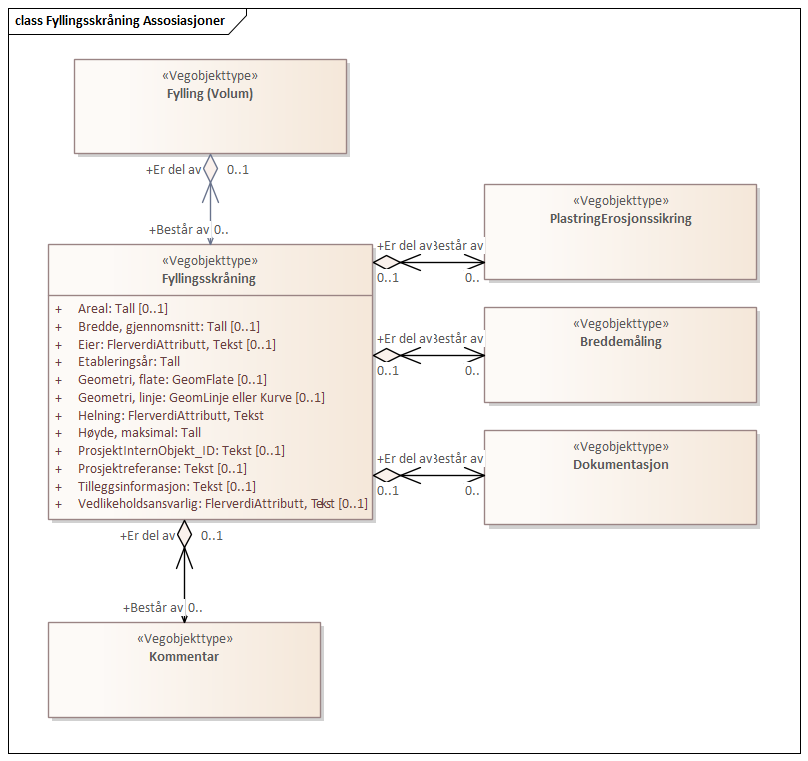 class Fyllingsskråning Assosiasjoner
«Vegobjekttype»
Fylling (Volum)
+Er del av 0..1
+Består av 0..
«Vegobjekttype»
Fyllingsskråning
+ Areal: Tall [0..1]
+ Bredde, gjennomsnitt: Tall [0..1]
+ Eier: FlerverdiAttributt, Tekst [0..1]
+ Etableringsår: Tall
+ Geometri, flate: GeomFlate [0..1]
+ Geometri, linje: GeomLinje eller Kurve [0..1]
+ Helning: FlerverdiAttributt, Tekst
+ Høyde, maksimal: Tall
+ ProsjektInternObjekt_ID: Tekst [0..1]
+ Prosjektreferanse: Tekst [0..1]
+ Tilleggsinformasjon: Tekst [0..1]
+ Vedlikeholdsansvarlig: FlerverdiAttributt, Tekst [0..1]
+Er del av Består av
0..1 0..
«Vegobjekttype»
PlastringErosjonssikring
+Er del av Består av
0..1 0..
«Vegobjekttype»
Breddemåling
+Er del av Består av
0..1 0..
«Vegobjekttype»
Dokumentasjon
+Er del av 0..1
+Består av 0..
«Vegobjekttype»
Kommentar